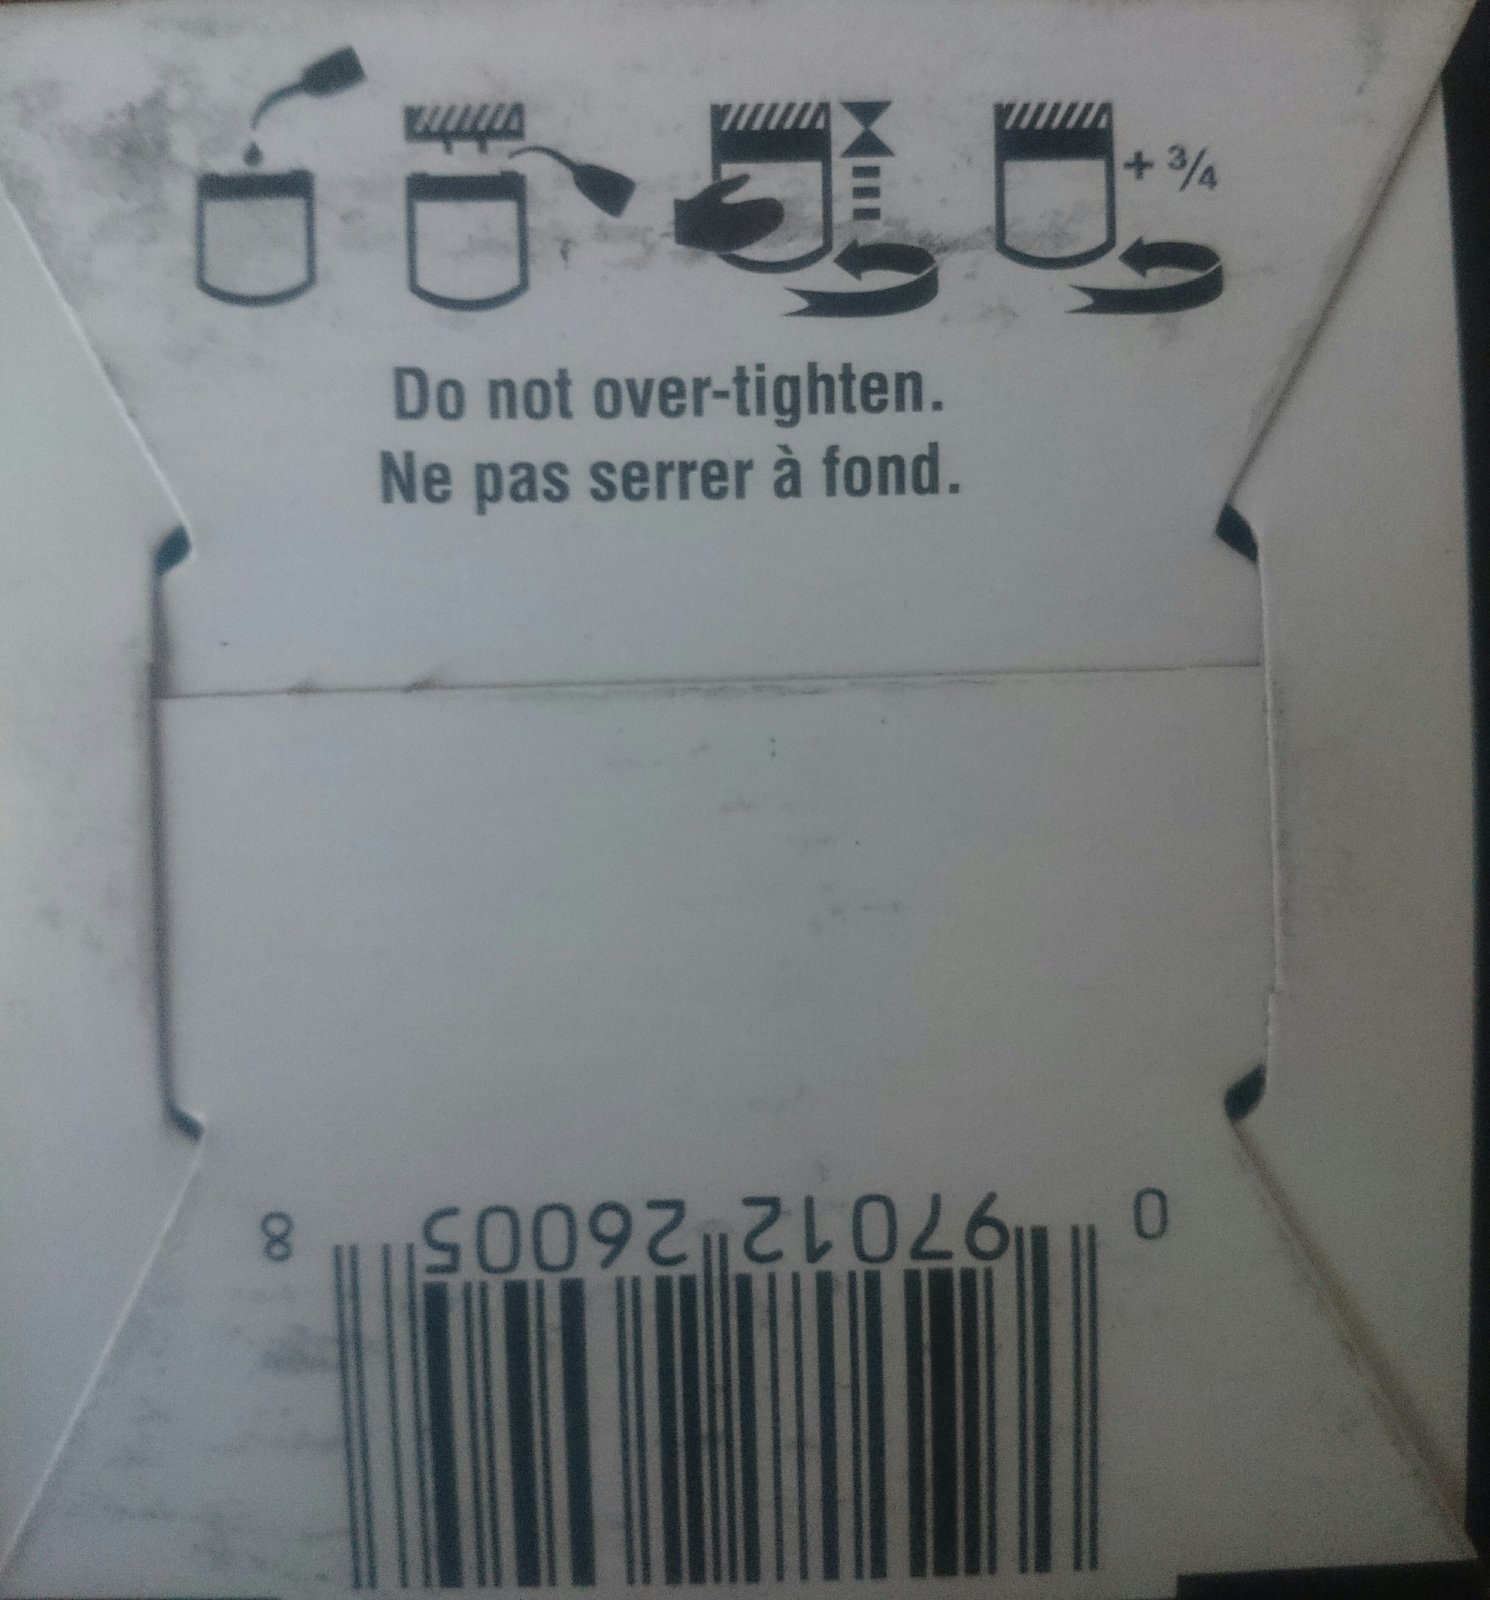 + 3/4
Do not over-tighten.
Ne pas serrer à fond.
0 97012 26005 8